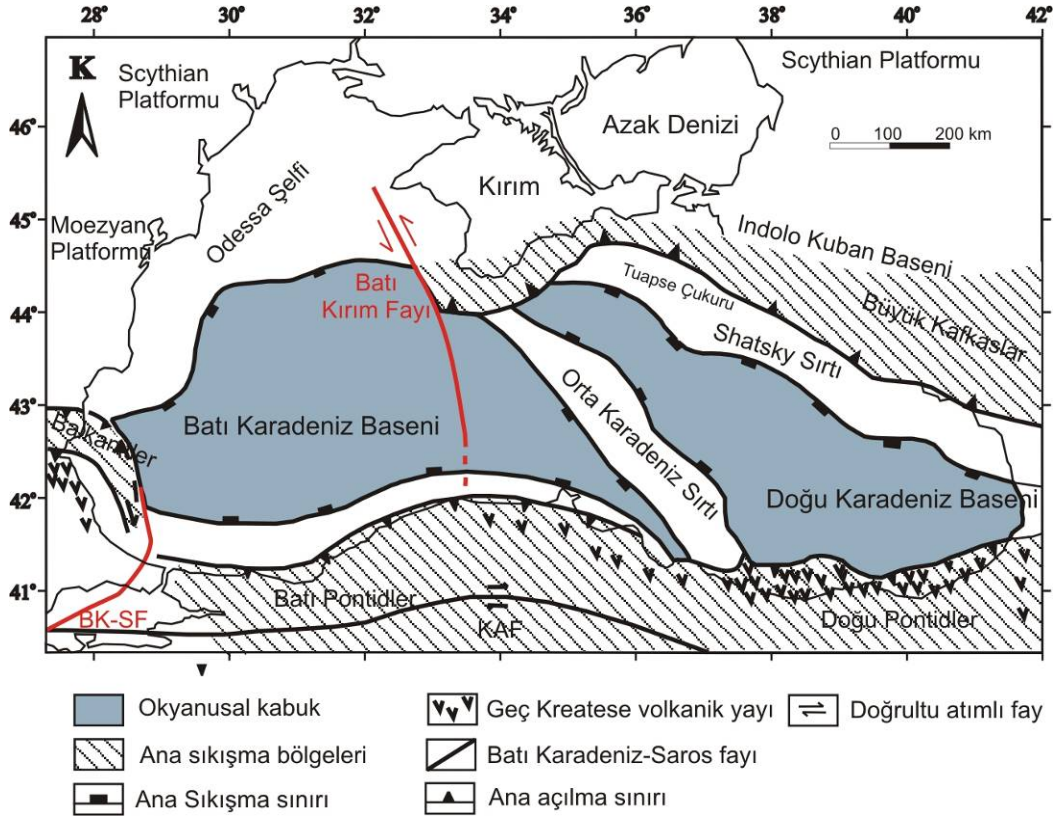 28° 30° 32° 34° 36° 38° 40° 42°
K
Scythian
Platformu
Scythian Platformu
46°
Azak Denizi
0 100 200 km
Kırım
Odessa Şelfi
45°
Moezyan
Platformu
Indolo Kuban Baseni
Tuapse Çukuru
Batı
Kırım Fayı
44°
Büyük Kafkaslar
Shatsky Sırtı
Orta Karadeniz Sırtı
43°
Batı Karadeniz Baseni
Balkanidler
42°
Doğu Karadeniz Baseni
41°
Batı Pontidler
BK-SF
KAF
Doğu Pontidler
Okyanusal kabuk
Geç Kreatese volkanik yayı
Doğrultu atımlı fay
Ana sıkışma bölgeleri
Batı Karadeniz-Saros fayı
Ana Sıkışma sınırı
Ana açılma sınırı